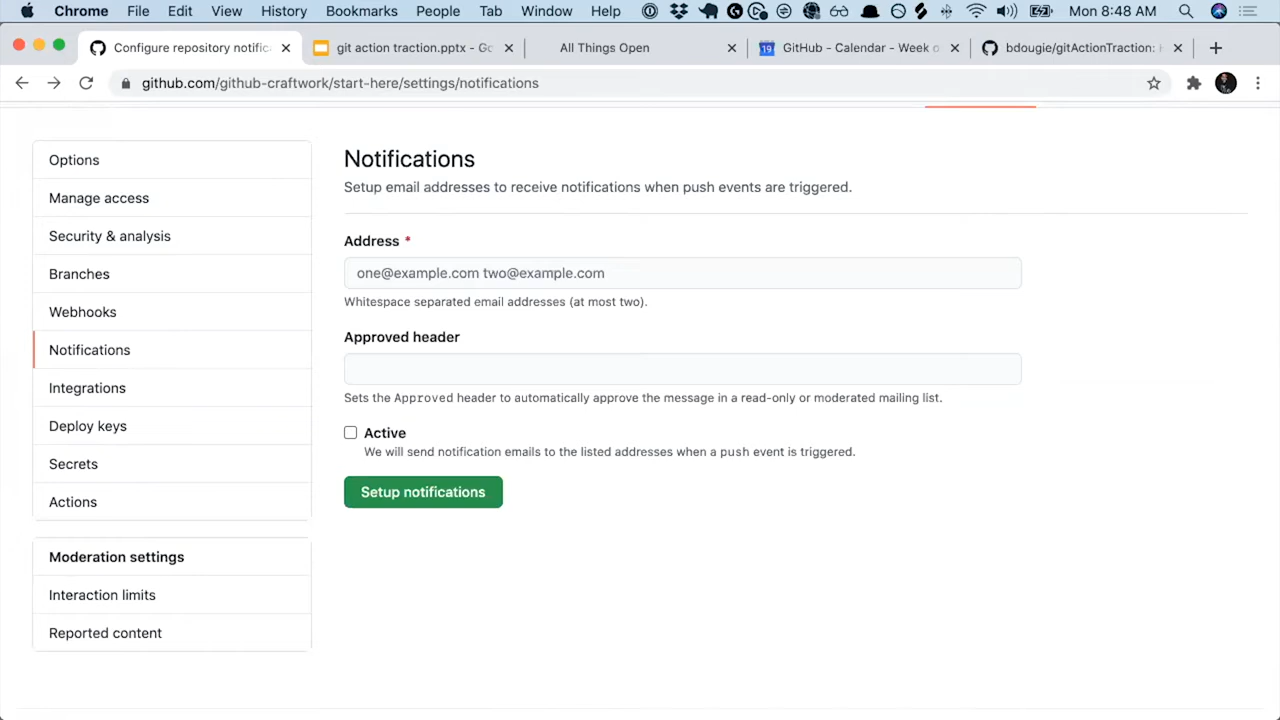 Chrome File Edit View History Bookmarks People Tab Window Help Mon 8:48 AM
Configure repository notific
git action traction.pptx - Go
All Things Open
19 GitHub - Calendar - Week o
bdougie/gitActionTraction:
github.com/github-craftwork/start-here/settings/notifications
Options
Manage access
Security & analysis
Branches
Webhooks
Notifications
Integrations
Deploy keys
Secrets
Actions
Moderation settings
Interaction limits
Reported content
Notifications
Setup email addresses to receive notifications when push events are triggered.
Address *
one@example.com two@example.com
Whitespace separated email addresses (at most two).
Approved header
Sets the Approved header to automatically approve the message in a read-only or moderated mailing list.
Active
We will send notification emails to the listed addresses when a push event is triggered.
Setup notifications